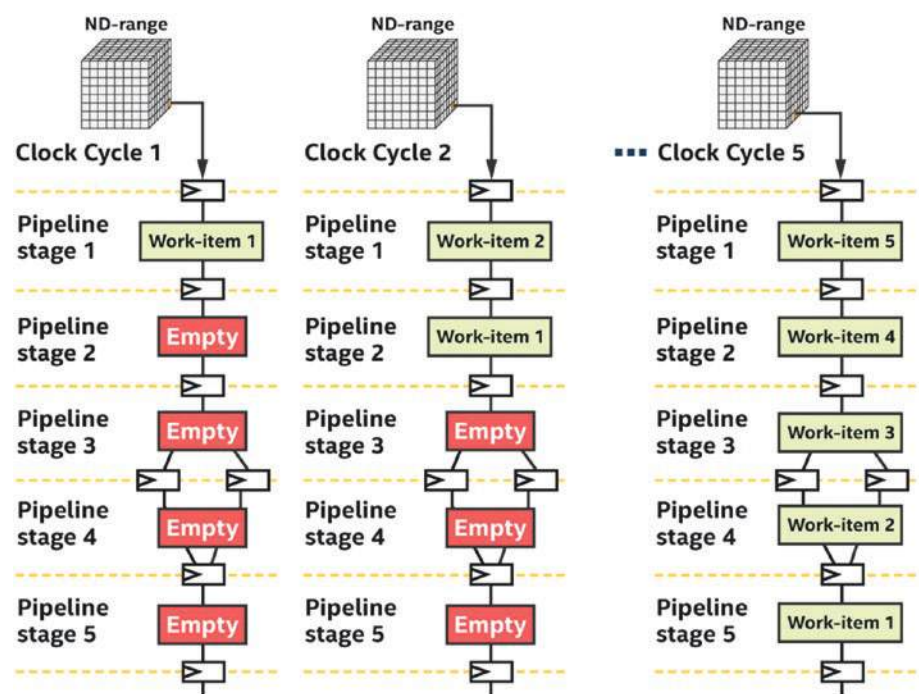 ND-range
ND-range
ND-range
Clock Cycle 1
Clock Cycle 2
Clock Cycle 5
Pipeline
stage 1
Work-item 1
Pipeline
stage 1
Work-item 2
Pipeline
stage 1
Work-item 5
Pipeline
stage 2
Empty
Pipeline
stage 2
Work-item 1
Pipeline
stage 2
Work-item 4
Pipeline
stage 3
Empty
Pipeline
stage 3
Empty
Pipeline
stage 3
Work-item 3
Pipeline
stage 4
Empty
Pipeline
stage 4
Empty
Pipeline
stage 4
Work-item 2
Pipeline
stage 5
Empty
Pipeline
stage 5
Empty
Pipeline
stage 5
Work-item 1